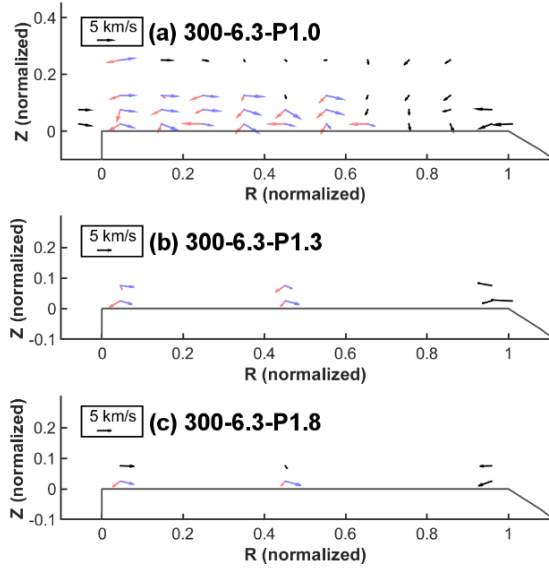 5 km/s
(a) 300-6.3-P1.0
Z (normalized)
0.4
0.2
0
0 0.2 0.4 0.6 0.8 1
R (normalized)
5 km/s
(b) 300-6.3-P1.3
Z (normalized)
0.2
0.1
0
-0.1
0 0.2 0.4 0.6 0.8 1
R (normalized)
5 km/s
(c) 300-6.3-P1.8
Z (normalized)
0.2
0.1
0
-0.1
0 0.2 0.4 0.6 0.8 1
R (normalized)